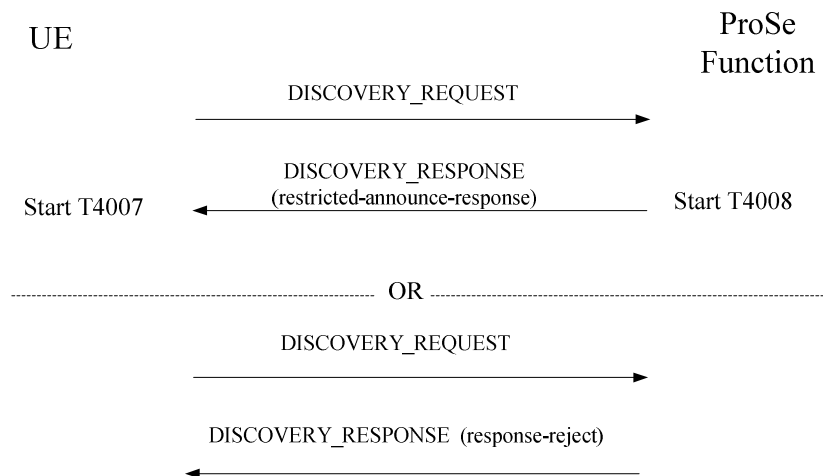 UE
ProSe
Function
DISCOVERY_REQUEST
DISCOVERY_RESPONSE
(restricted-announce-response)
Start T4007
Start T4008
OR
DISCOVERY_REQUEST
DISCOVERY_RESPONSE (response-reject)